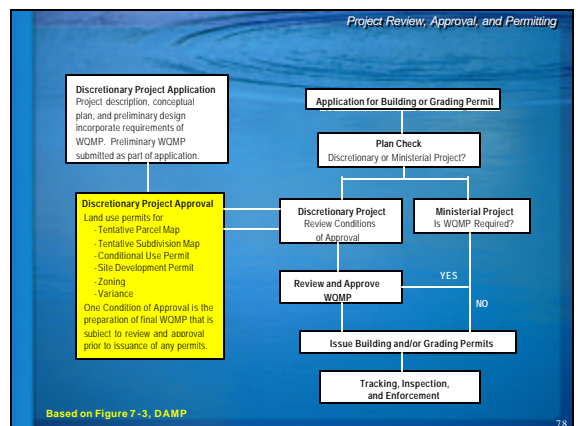 Project Review, Approval, and Permitting
Discretionary Project Application
Project description, conceptual
plan, and preliminary design
incorporate requirements of
WQMP. Preliminary WQMP
submitted as part of application.
Discretionary Project Approval
Land use permits for
- Tentative Parcel Map
- Tentative Subdivision Map
- Conditional Use Permit
- Site Development Permit
- Zoning
- Variance
One Condition of Approval is the
preparation of final WQMP that is
subject to review and approval
prior to issuance of any permits.
Application for Building or Grading Permit
Plan Check
Discretionary or Ministerial Project?
Discretionary Project
Review Conditions
of Approval
Ministerial Project
Is WQMP Required?
Review and Approve
WQMP
YES
NO
Issue Building and/or Grading Permits
Tracking, Inspection,
and Enforcement
Based on Figure 7-3, DAMP
78